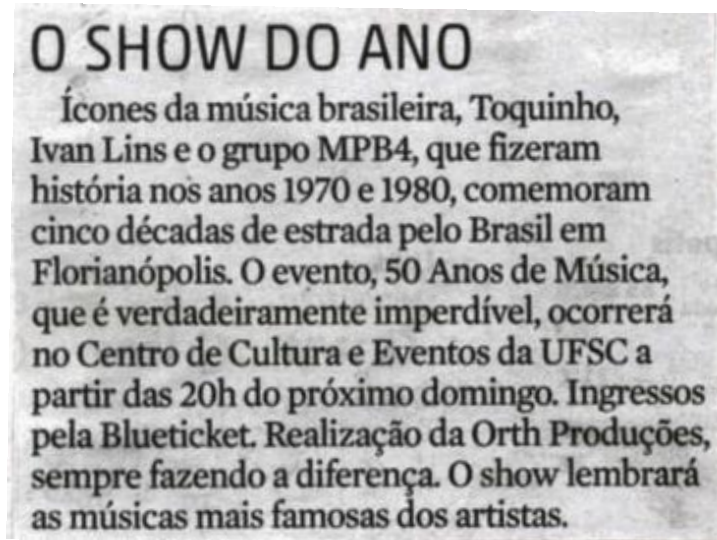 O SHOW DO ANO
Ícones da música brasileira, Toquinho,
Ivan Lins e o grupo MPB4, que fizeram
história nos anos 1970 e 1980, comemoram
cinco décadas de estrada pelo Brasil em
Florianópolis. O evento, 50 Anos de Música,
que é verdadeiramente imperdível, ocorrerá
no Centro de Cultura e Eventos da UFSC a
partir das 20h do próximo domingo. Ingressos
pela Blueticket. Realização da Orth Produções,
sempre fazendo a diferença. O show lembrará
as músicas mais famosas dos artistas.